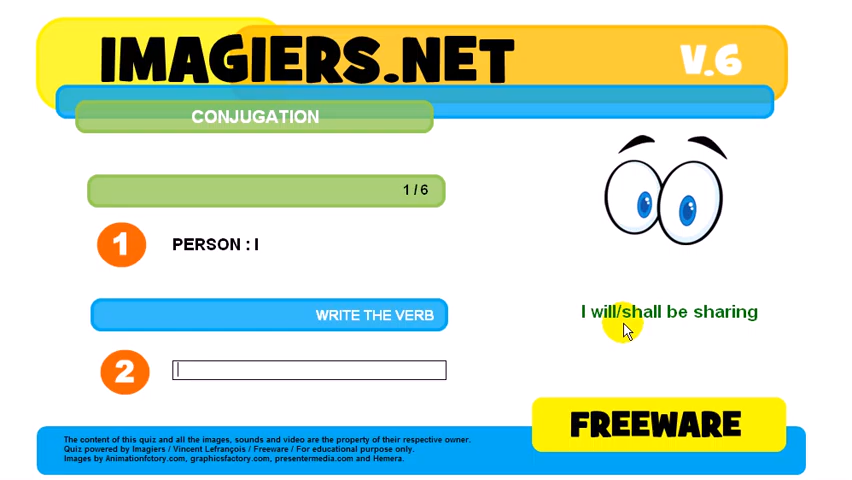 IMAGIERS.NET
V.6
CONJUGATION
1 / 6
1
PERSON : I
WRITE THE VERB
I will/shall be sharing
2
FREEWARE
The content of this quiz and all the images, sounds and video are the property of their respective owner.
Quiz powered by Imagiers / Vincent Lefrançois / Freeware / For educational purpose only.
Images by Animationfctory.com, graphicsfactory.com, presentermedia.com and Hemera.